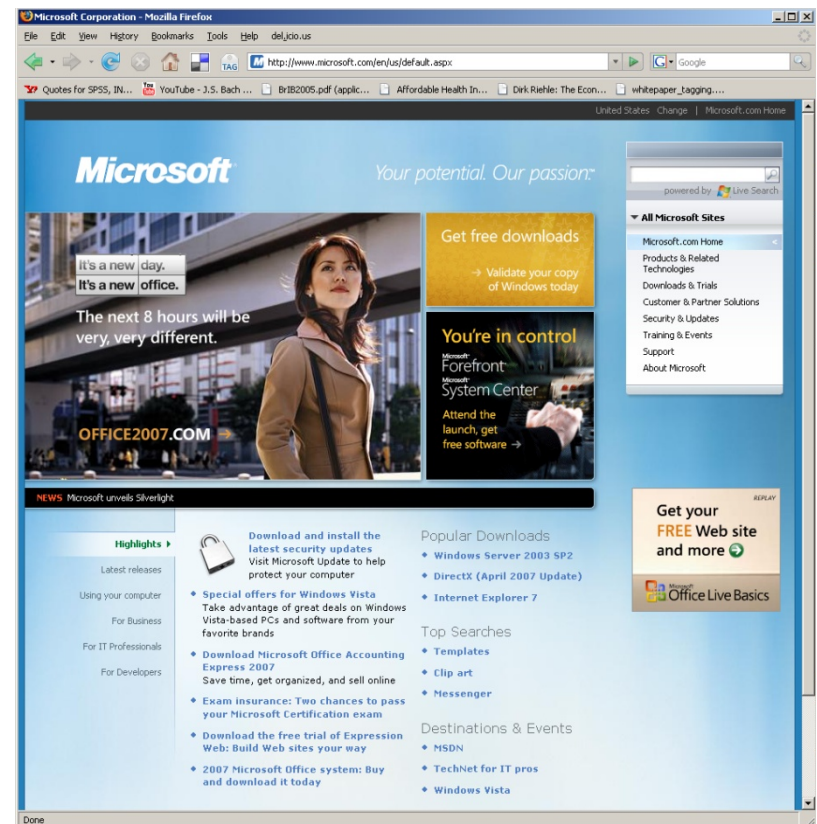 Microsoft Corporation - Mozilla Firefox
File Edit View History Bookmarks Tools Help del.icio.us
TAG http://www.microsoft.com/en/us/default.aspx Google
Quotes for SPSS, IN... YouTube - J.S. Bach ... BrIB2005.pdf (applic... Affordable Health In... Dirk Riehle: The Econ... whitepaper_tagging....
United States Change | Microsoft.com Home
Microsoft
Your potential. Our passion.™
powered by Live Search
All Microsoft Sites
Microsoft.com Home <
Products & Related
Technologies
Downloads & Trials
Customer & Partner Solutions
Security & Updates
Training & Events
Support
About Microsoft
It's a new day.
It's a new office.
The next 8 hours will be
very, very different.
OFFICE2007.COM →
Get free downloads
→ Validate your copy
of Windows today
You're in control
Microsoft
Forefront
Microsoft
System Center
Attend the
launch, get
free software →
NEWS Microsoft unveils Silverlight
REPLAY
Get your
FREE Web site
and more
Microsoft
Office Live Basics
Highlights
Latest releases
Using your computer
For Business
For IT Professionals
For Developers
Download and install the
latest security updates
Visit Microsoft Update to help
protect your computer
Special offers for Windows Vista
Take advantage of great deals on Windows
Vista-based PCs and software from your
favorite brands
Download Microsoft Office Accounting
Express 2007
Save time, get organized, and sell online
Exam insurance: Two chances to pass
your Microsoft Certification exam
Download the free trial of Expression
Web: Build Web sites your way
2007 Microsoft Office system: Buy
and download it today
Popular Downloads
Windows Server 2003 SP2
DirectX (April 2007 Update)
Internet Explorer 7
Top Searches
Templates
Clip art
Messenger
Destinations & Events
MSDN
TechNet for IT pros
Windows Vista
Done